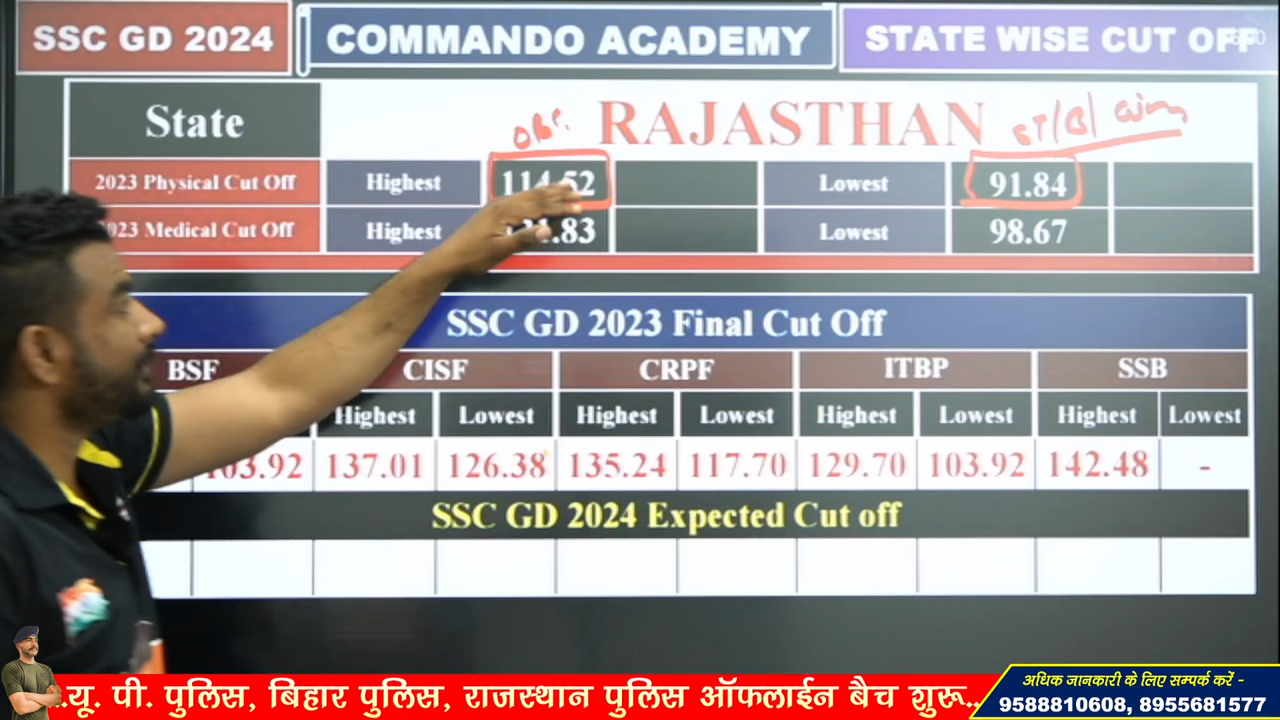 SSC GD 2024 COMMANDO ACADEMY STATE WISE CUT OFF
State RAJASTHAN
2023 Physical Cut Off Highest 114.52 Lowest 91.84
2023 Medical Cut Off Highest Lowest 98.67
SSC GD 2023 Final Cut Off
BSF CISF CRPF ITBP SSB
Highest Lowest Highest Lowest Highest Lowest Highest Lowest
103.92 137.01 126.38 135.24 117.70 129.70 103.92 142.48 -
SSC GD 2024 Expected Cut off
..यू. पी. पुलिस, बिहार पुलिस, राजस्थान पुलिस ऑफलाईन बैच शुरू..
अधिक जानकारी के लिए सम्पर्क करें -
9588810608, 8955681577